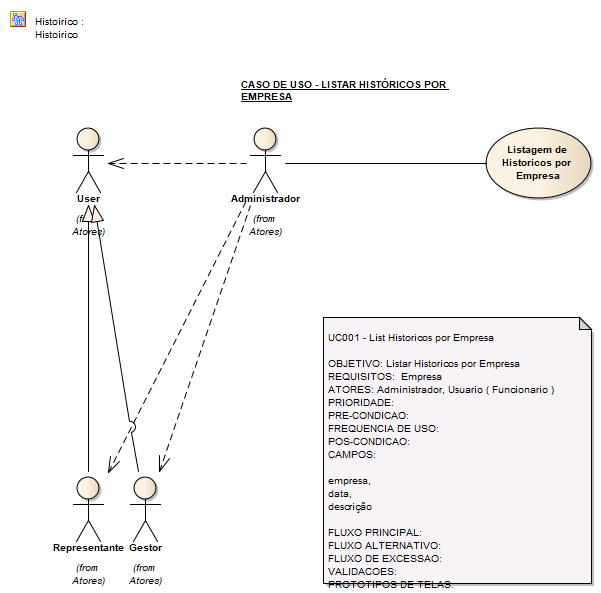 Histoirico :
Histoirico
CASO DE USO - LISTAR HISTÓRICOS POR
EMPRESA
Listagem de
Historicos por
Empresa
User
(from
Atores)
Administrador
(from
Atores)
UC001 - List Historicos por Empresa
OBJETIVO: Listar Historicos por Empresa
REQUISITOS:  Empresa
ATORES: Administrador, Usuario ( Funcionario )
PRIORIDADE:
PRE-CONDICAO:
FREQUENCIA DE USO:
POS-CONDICAO:
CAMPOS:
empresa,
data,
descrição
FLUXO PRINCIPAL:
FLUXO ALTERNATIVO:
FLUXO DE EXCESSAO:
VALIDACOES:
PROTOTIPOS DE TELAS:
Representante
(from
Atores)
Gestor
(from
Atores)